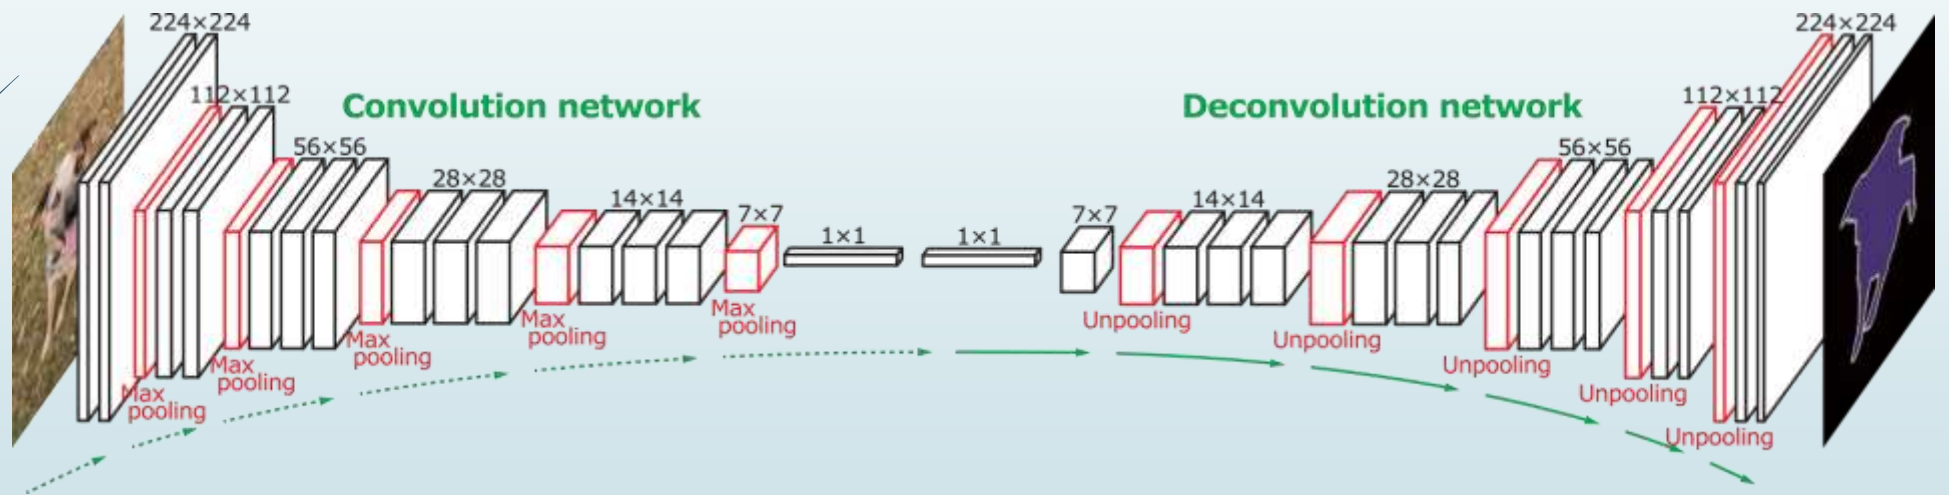 224×224
112×112
Convolution network
56×56
28×28
14×14
7×7
1×1
1×1
Deconvolution network
7×7
14×14
28×28
56×56
112×112
224×224
Max
pooling
Max
pooling
Max
pooling
Max
pooling
Max
pooling
Unpooling
Unpooling
Unpooling
Unpooling
Unpooling